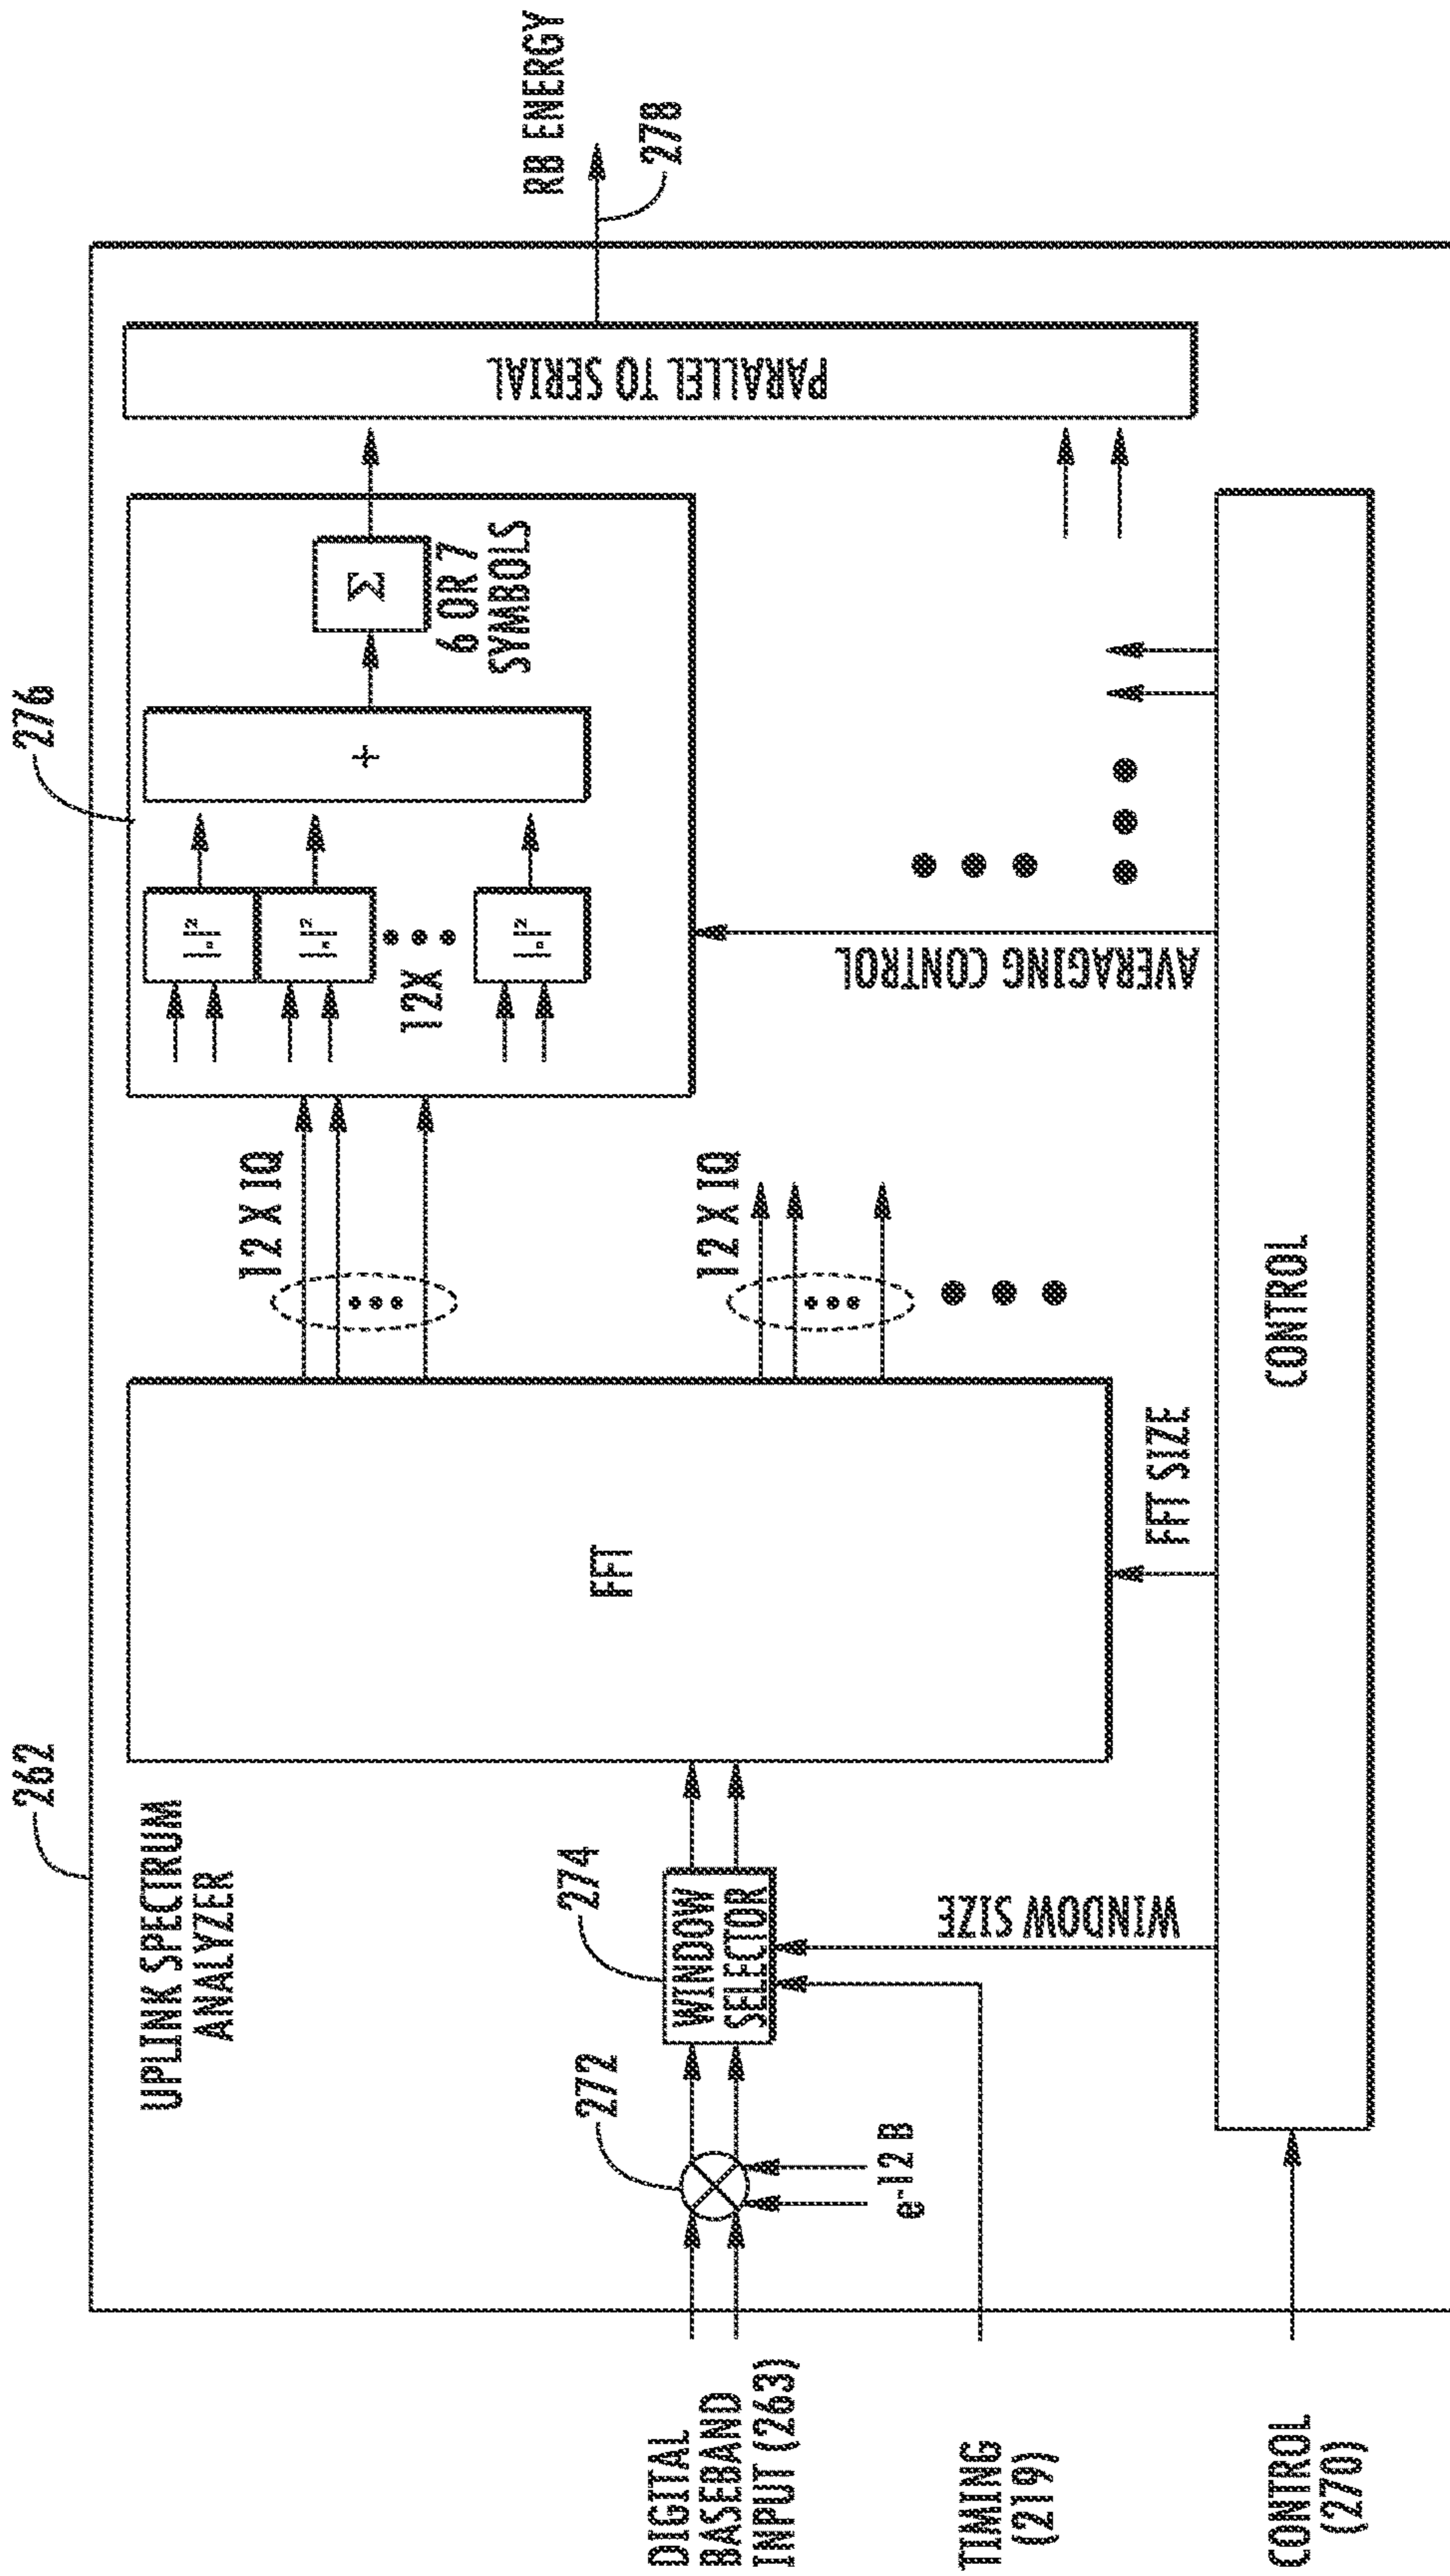 262
276
UPLINK SPECTRUM
ANALYZER
DIGITAL
BASEBAND
INPUT (263)
272
e-12 B
274
WINDOW
SELECTOR
FFT
12 X IQ
12 X IQ
|.|²
|.|²
12X
|.|²
+
Σ
6 OR 7
SYMBOLS
PARALLEL TO SERIAL
RB ENERGY
278
TIMING
(219)
WINDOW SIZE
FFT SIZE
AVERAGING CONTROL
CONTROL
(270)
CONTROL